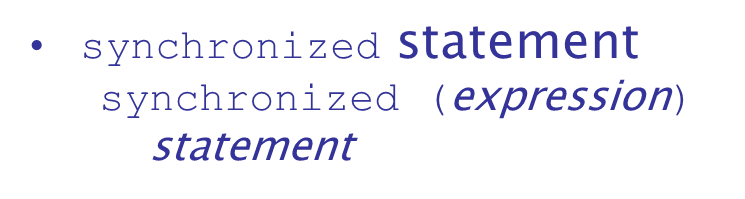 • synchronized statement
synchronized (expression)
statement